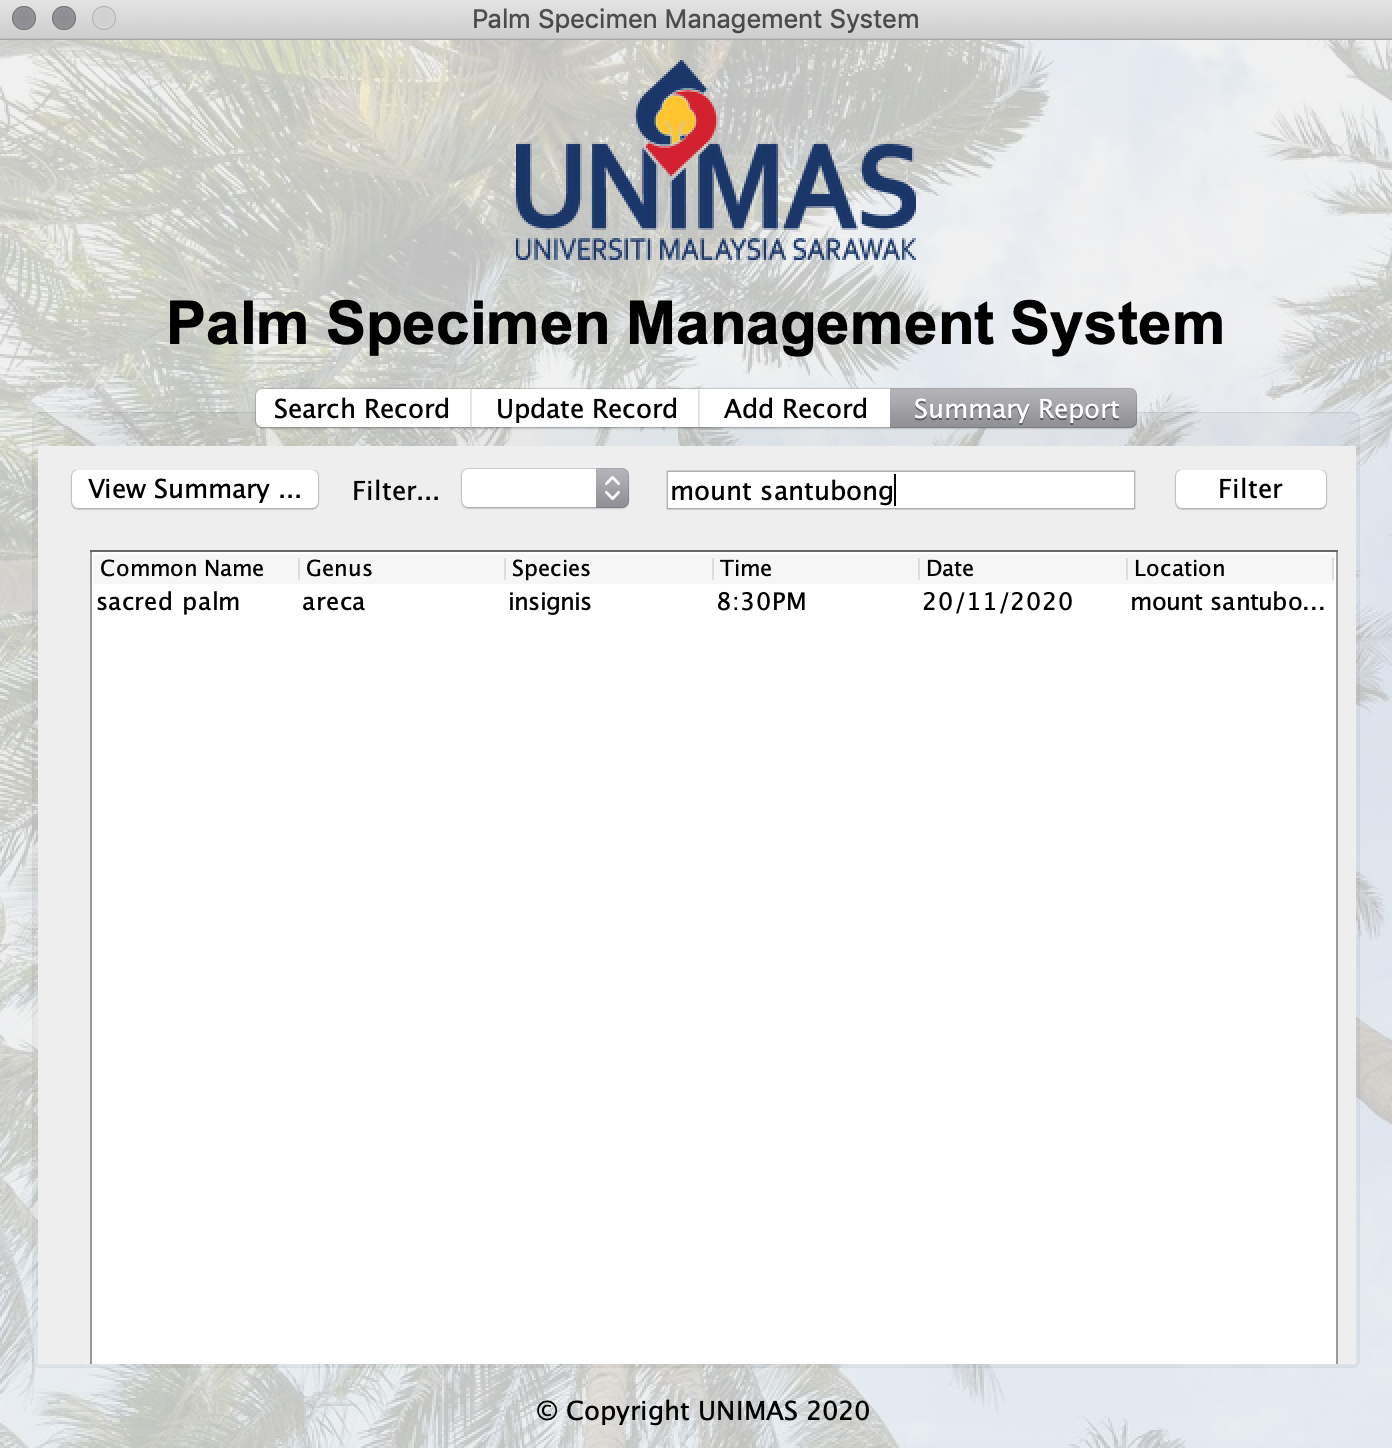 Palm Specimen Management System
UNIMAS
UNIVERSITI MALAYSIA SARAWAK
Palm Specimen Management System
Search Record Update Record Add Record Summary Report
View Summary ... Filter... mount santubong Filter
Common Name Genus Species Time Date Location
sacred palm areca insignis 8:30PM 20/11/2020 mount santubo...
© Copyright UNIMAS 2020